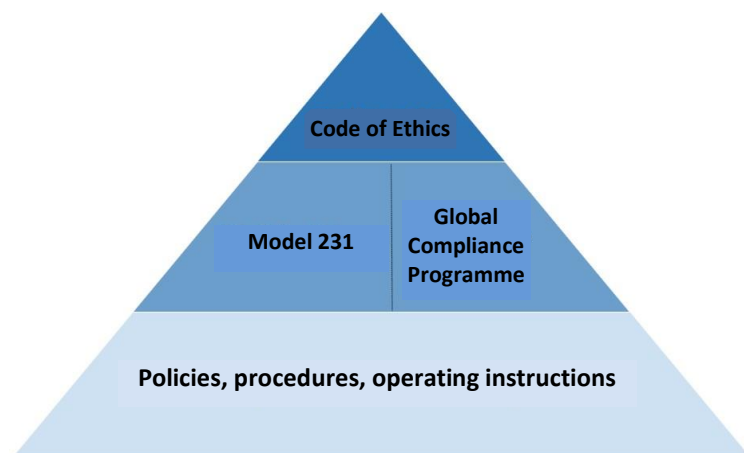 Code of Ethics
Model 231
Global
Compliance
Programme
Policies, procedures, operating instructions